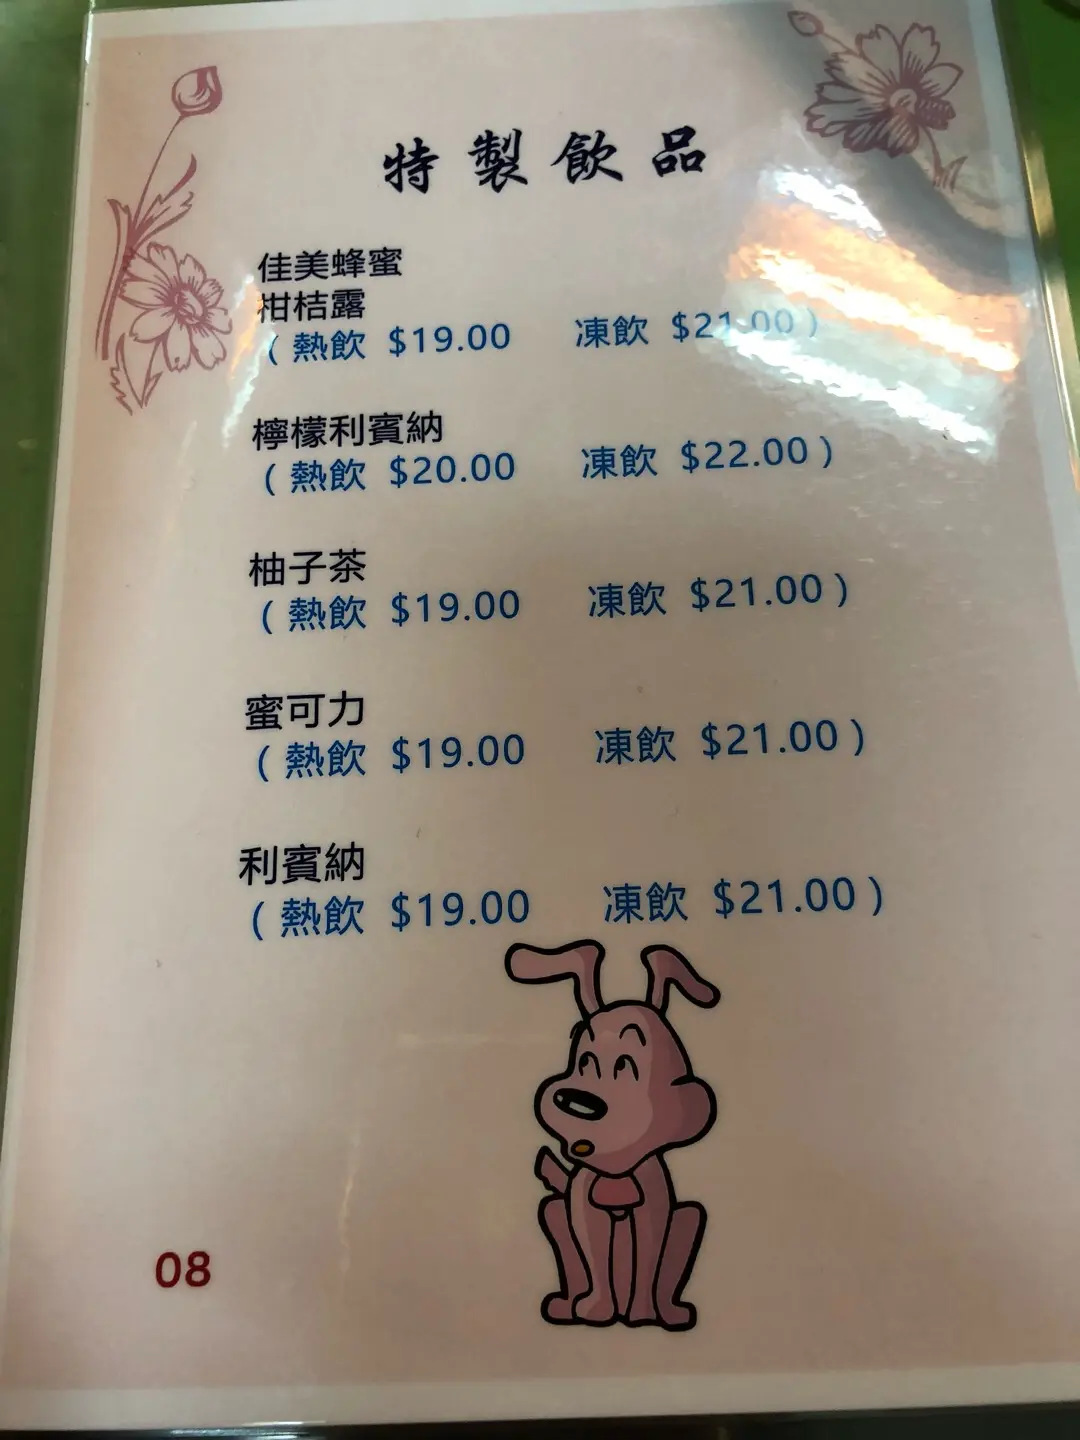 特製飲品
佳美蜂蜜
柑桔露
( 熱飲 $19.00 凍飲 $21.00 )
檸檬利賓納
( 熱飲 $20.00 凍飲 $22.00 )
柚子茶
( 熱飲 $19.00 凍飲 $21.00 )
蜜可力
( 熱飲 $19.00 凍飲 $21.00 )
利賓納
( 熱飲 $19.00 凍飲 $21.00 )
08